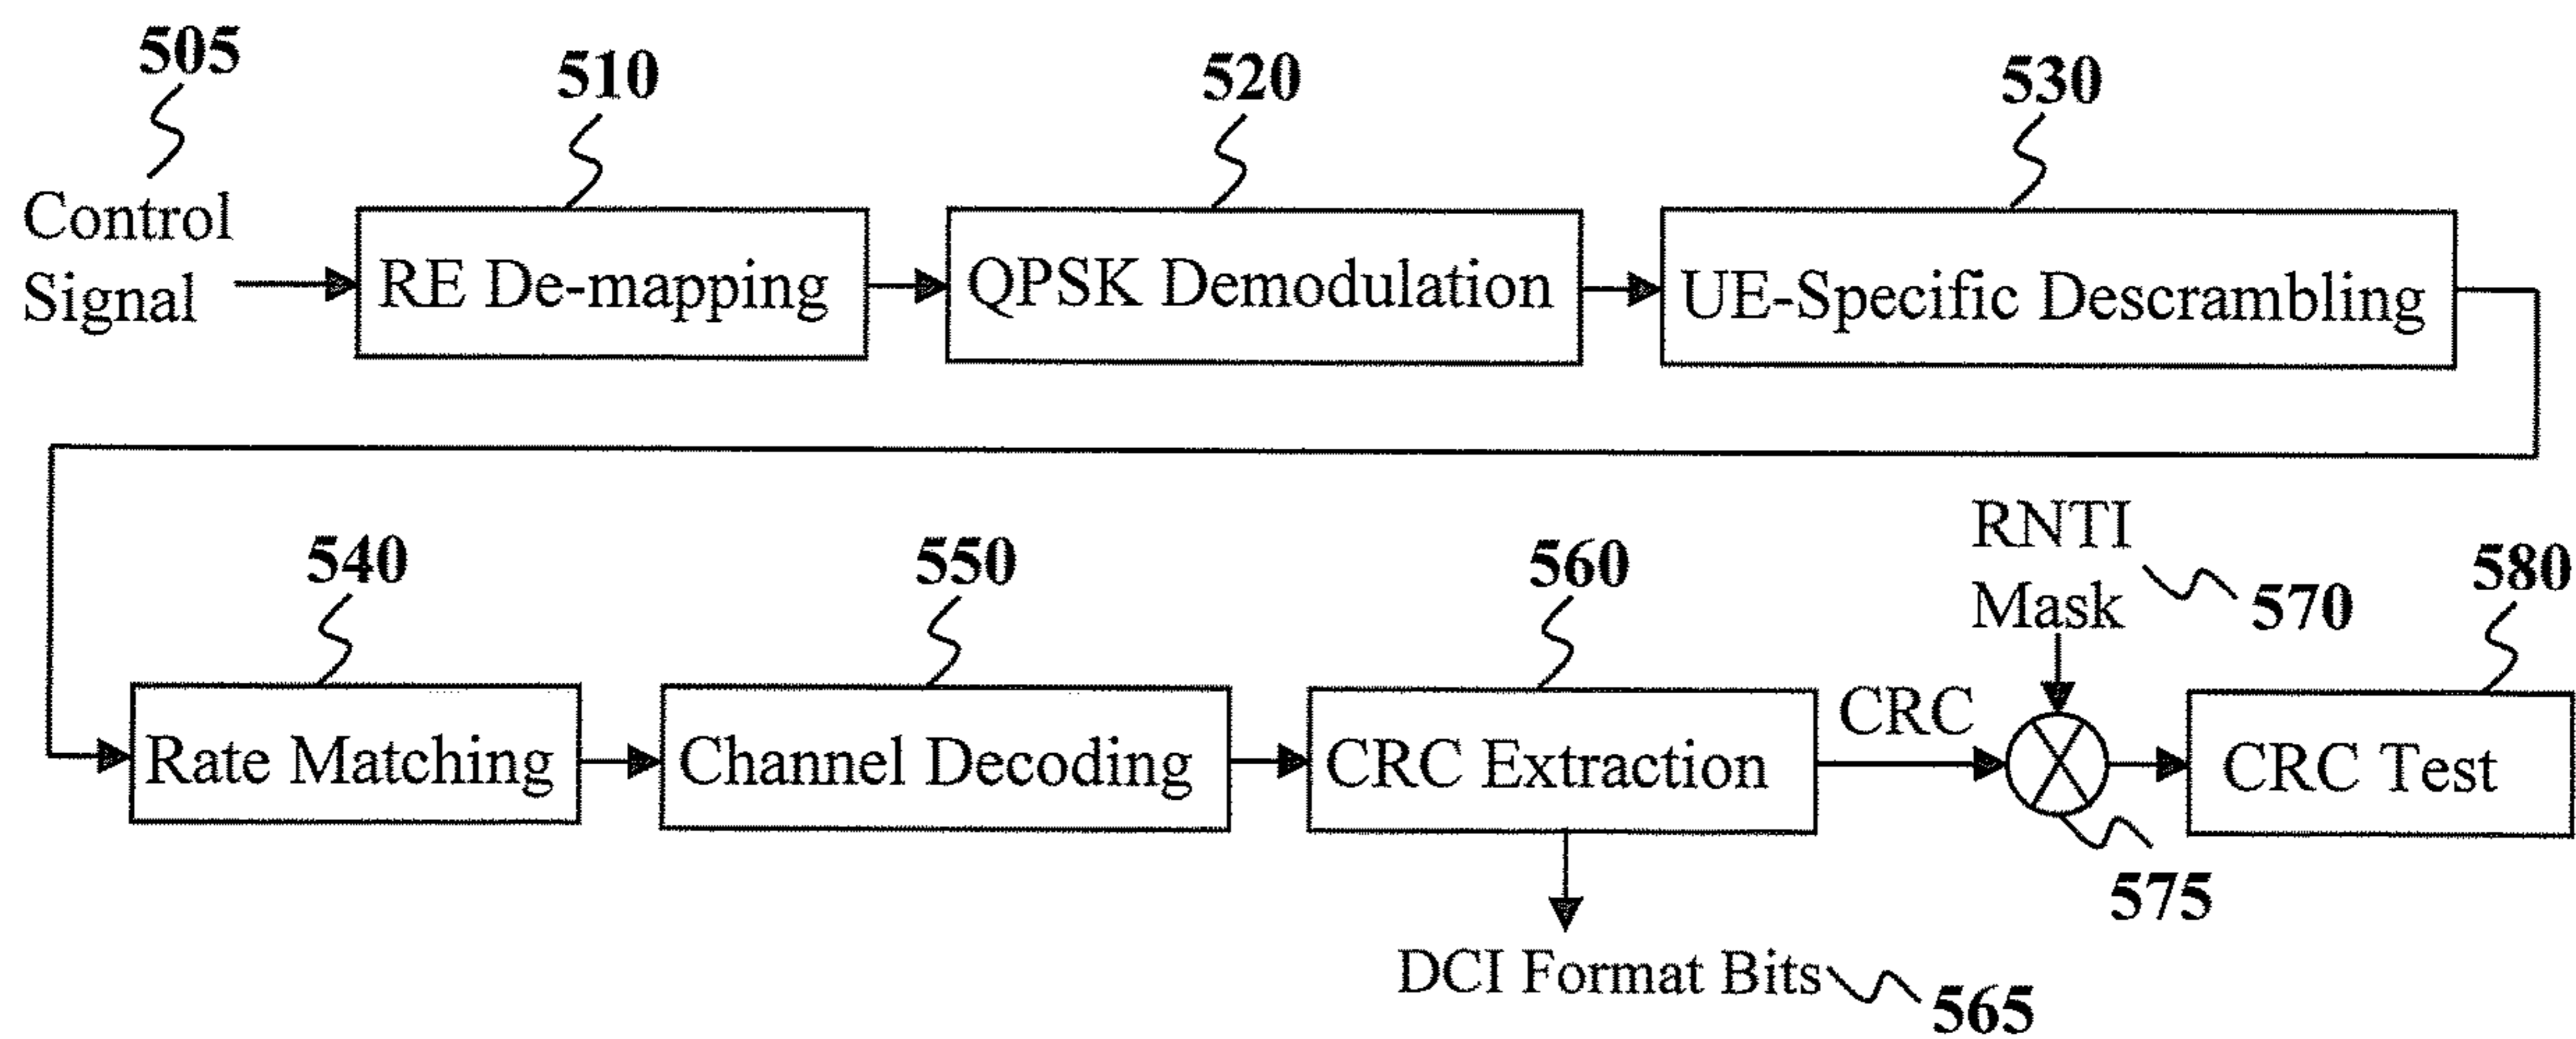 505
510
520
530
Control
Signal
RE De-mapping
QPSK Demodulation
UE-Specific Descrambling
540
550
560
RNTI
Mask
570
580
Rate Matching
Channel Decoding
CRC Extraction
CRC
CRC Test
575
DCI Format Bits
565